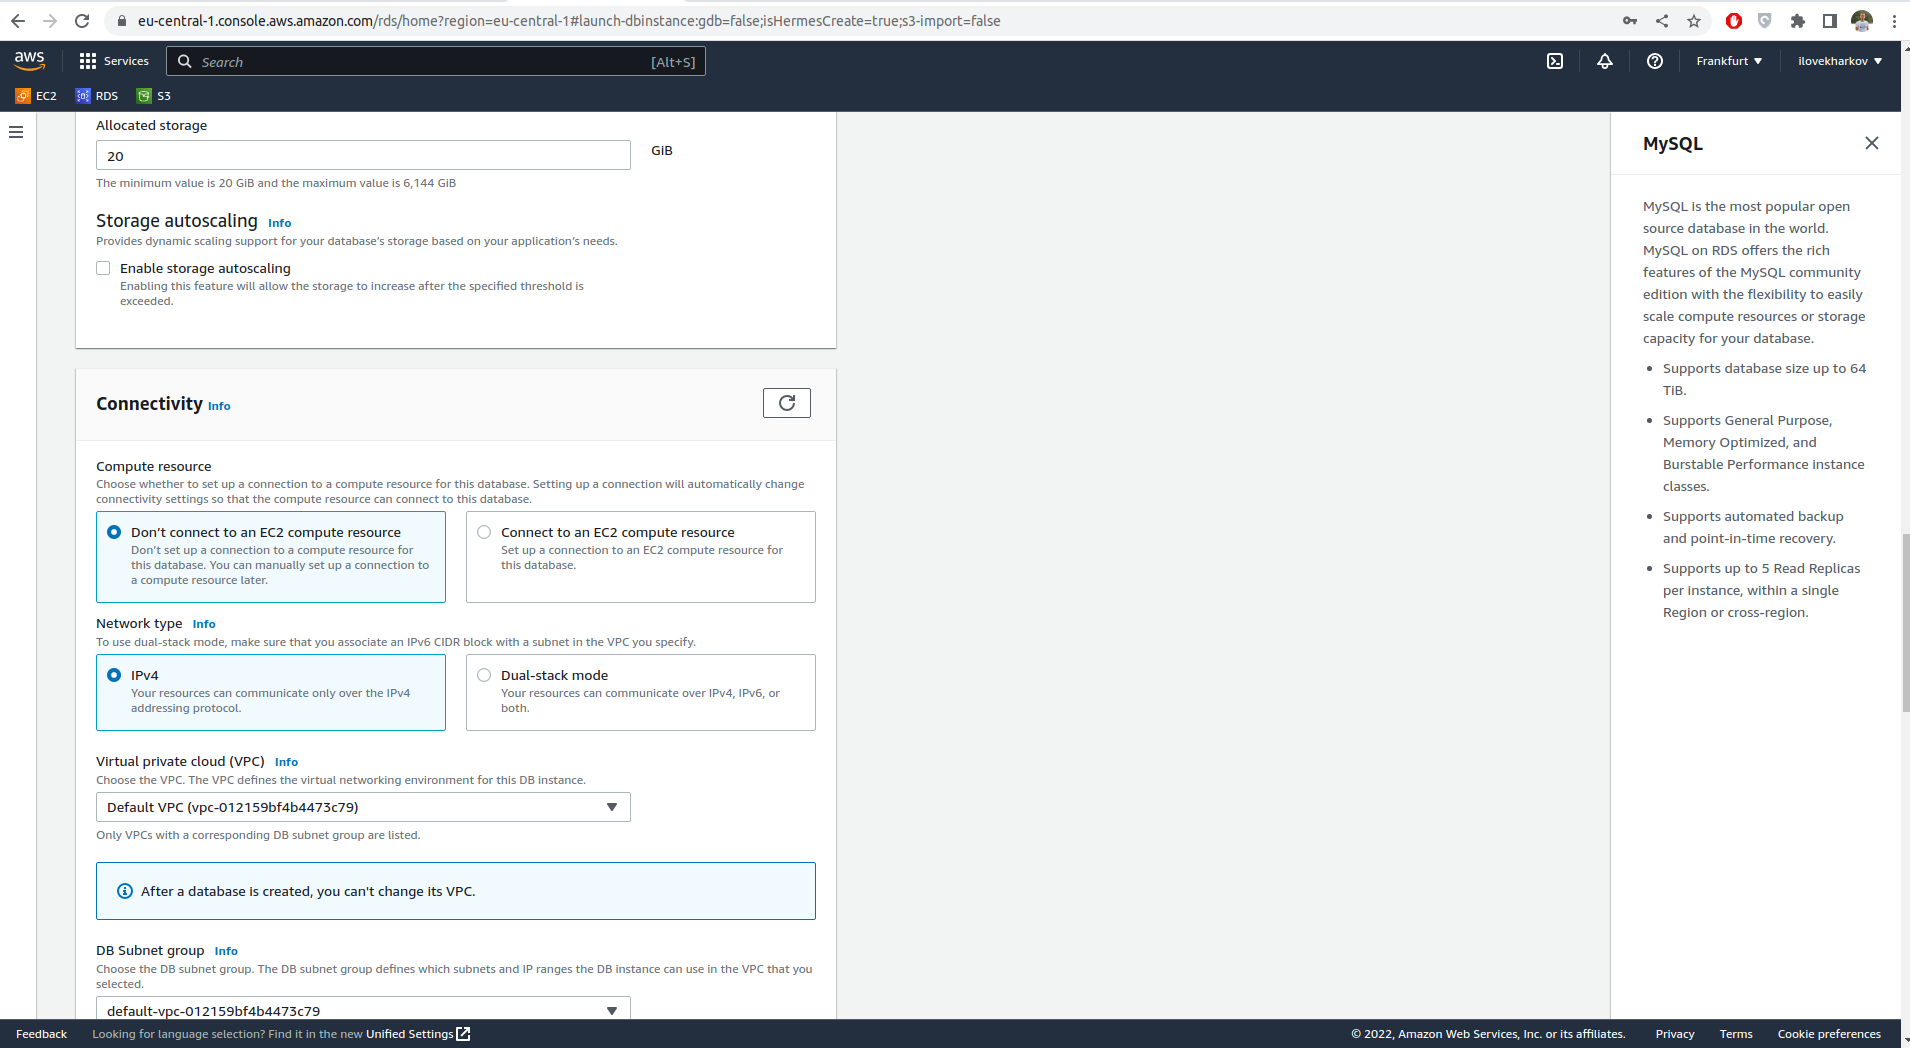 eu-central-1.console.aws.amazon.com/rds/home?region=eu-central-1#launch-dbinstance:gdb=false;isHermesCreate=true;s3-import=false
aws
Services
Search
[Alt+S]
Frankfurt
ilovekharkov
EC2
RDS
S3
Allocated storage
20
GiB
The minimum value is 20 GiB and the maximum value is 6,144 GiB
Storage autoscaling Info
Provides dynamic scaling support for your database's storage based on your application's needs.
Enable storage autoscaling
Enabling this feature will allow the storage to increase after the specified threshold is
exceeded.
Connectivity Info
Compute resource
Choose whether to set up a connection to a compute resource for this database. Setting up a connection will automatically change
connectivity settings so that the compute resource can connect to this database.
Don't connect to an EC2 compute resource
Don't set up a connection to a compute resource for
this database. You can manually set up a connection to
a compute resource later.
Connect to an EC2 compute resource
Set up a connection to an EC2 compute resource for
this database.
Network type Info
To use dual-stack mode, make sure that you associate an IPv6 CIDR block with a subnet in the VPC you specify.
IPv4
Your resources can communicate only over the IPv4
addressing protocol.
Dual-stack mode
Your resources can communicate over IPv4, IPv6, or
both.
Virtual private cloud (VPC) Info
Choose the VPC. The VPC defines the virtual networking environment for this DB instance.
Default VPC (vpc-012159bf4b4473c79)
Only VPCs with a corresponding DB subnet group are listed.
After a database is created, you can't change its VPC.
DB Subnet group Info
Choose the DB subnet group. The DB subnet group defines which subnets and IP ranges the DB instance can use in the VPC that you
selected.
default-vpc-012159bf4b4473c79
MySQL
MySQL is the most popular open
source database in the world.
MySQL on RDS offers the rich
features of the MySQL community
edition with the flexibility to easily
scale compute resources or storage
capacity for your database.
• Supports database size up to 64
TiB.
• Supports General Purpose,
Memory Optimized, and
Burstable Performance instance
classes.
• Supports automated backup
and point-in-time recovery.
• Supports up to 5 Read Replicas
per instance, within a single
Region or cross-region.
Feedback
Looking for language selection? Find it in the new Unified Settings
© 2022, Amazon Web Services, Inc. or its affiliates.
Privacy
Terms
Cookie preferences